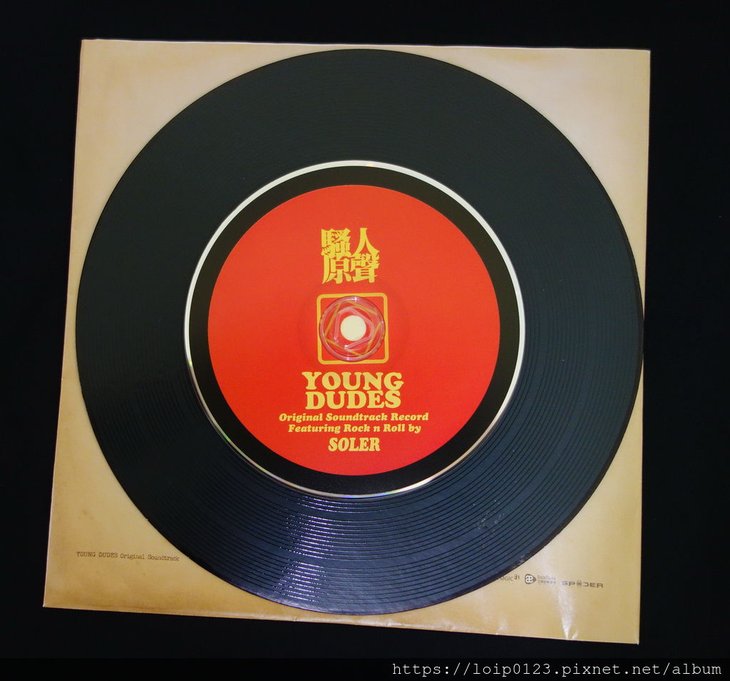 騷人
原聲
YOUNG
DUDES
Original Soundtrack Record
Featuring Rock n Roll by
SOLER
YOUNG DUDES Original Soundtrack
SPIDER
https://loip0123.pixnet.net/album